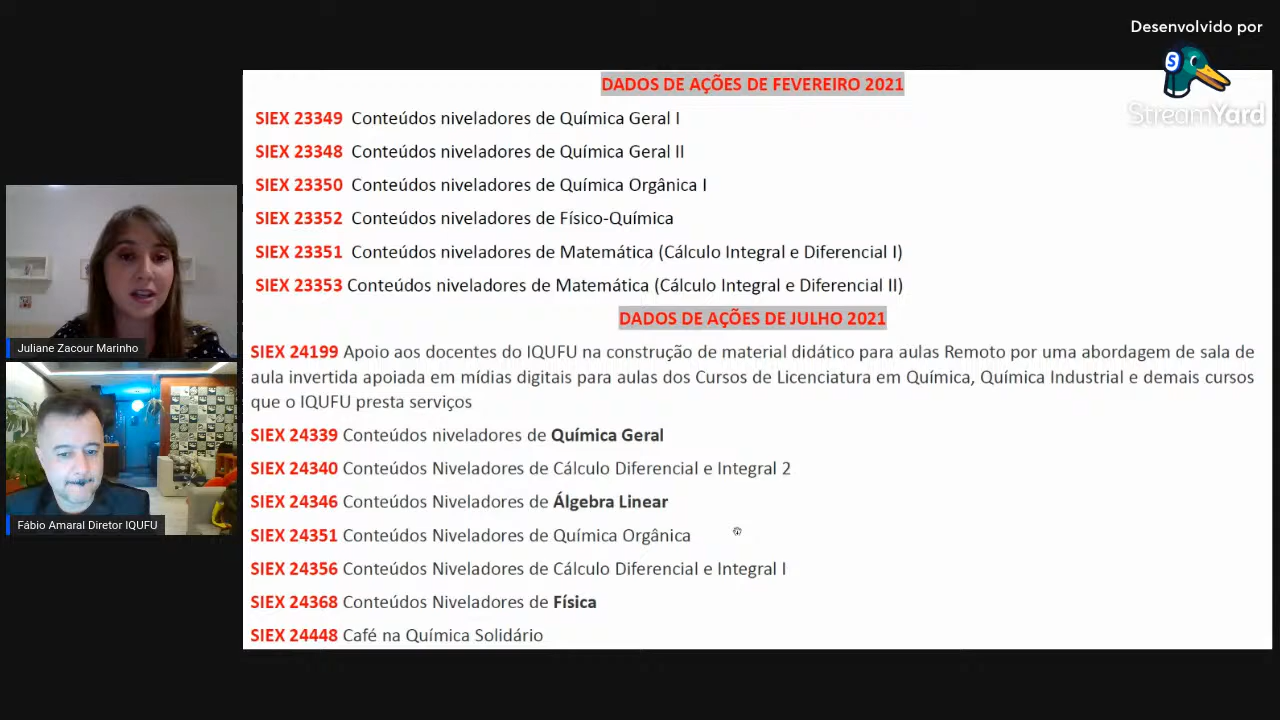 Desenvolvido por
S
StreamYard
DADOS DE AÇÕES DE FEVEREIRO 2021
SIEX 23349 Conteúdos niveladores de Química Geral I
SIEX 23348 Conteúdos niveladores de Química Geral II
SIEX 23350 Conteúdos niveladores de Química Orgânica I
SIEX 23352 Conteúdos niveladores de Físico-Química
SIEX 23351 Conteúdos niveladores de Matemática (Cálculo Integral e Diferencial I)
SIEX 23353 Conteúdos niveladores de Matemática (Cálculo Integral e Diferencial II)
DADOS DE AÇÕES DE JULHO 2021
SIEX 24199 Apoio aos docentes do IQUFU na construção de material didático para aulas Remoto por uma abordagem de sala de
aula invertida apoiada em mídias digitais para aulas dos Cursos de Licenciatura em Química, Química Industrial e demais cursos
que o IQUFU presta serviços
SIEX 24339 Conteúdos niveladores de Química Geral
SIEX 24340 Conteúdos Niveladores de Cálculo Diferencial e Integral 2
SIEX 24346 Conteúdos Niveladores de Álgebra Linear
SIEX 24351 Conteúdos Niveladores de Química Orgânica
SIEX 24356 Conteúdos Niveladores de Cálculo Diferencial e Integral I
SIEX 24368 Conteúdos Niveladores de Física
SIEX 24448 Café na Química Solidário
Juliane Zacour Marinho
Fábio Amaral Diretor IQUFU